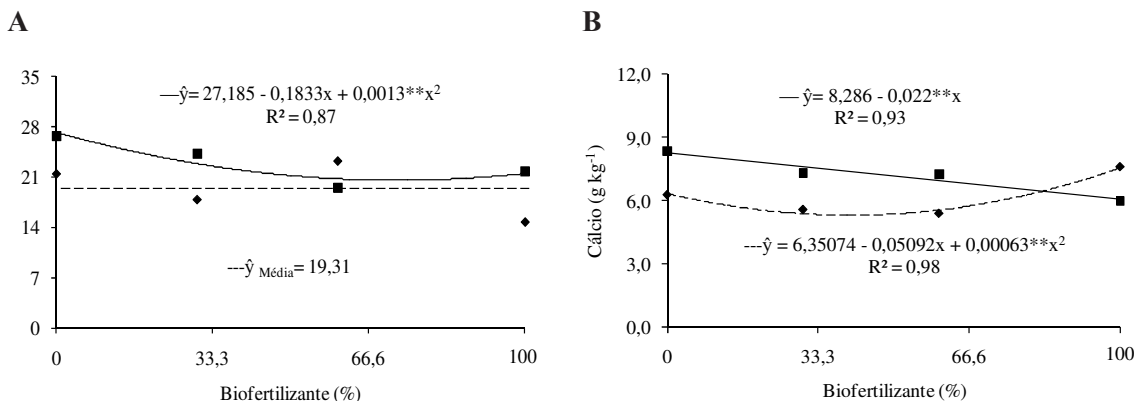 A
35
28
21
14
7
0
—ŷ= 27,185 - 0,1833x + 0,0013**x²
R² = 0,87
---ŷ Média= 19,31
0 33,3 66,6 100
Biofertilizante (%)
B
12,0
9,0
6,0
3,0
0,0
Cálcio (g kg⁻¹)
— ŷ= 8,286 - 0,022**x
R² = 0,93
---ŷ = 6,35074 - 0,05092x + 0,00063**x²
R² = 0,98
0 33,3 66,6 100
Biofertilizante (%)